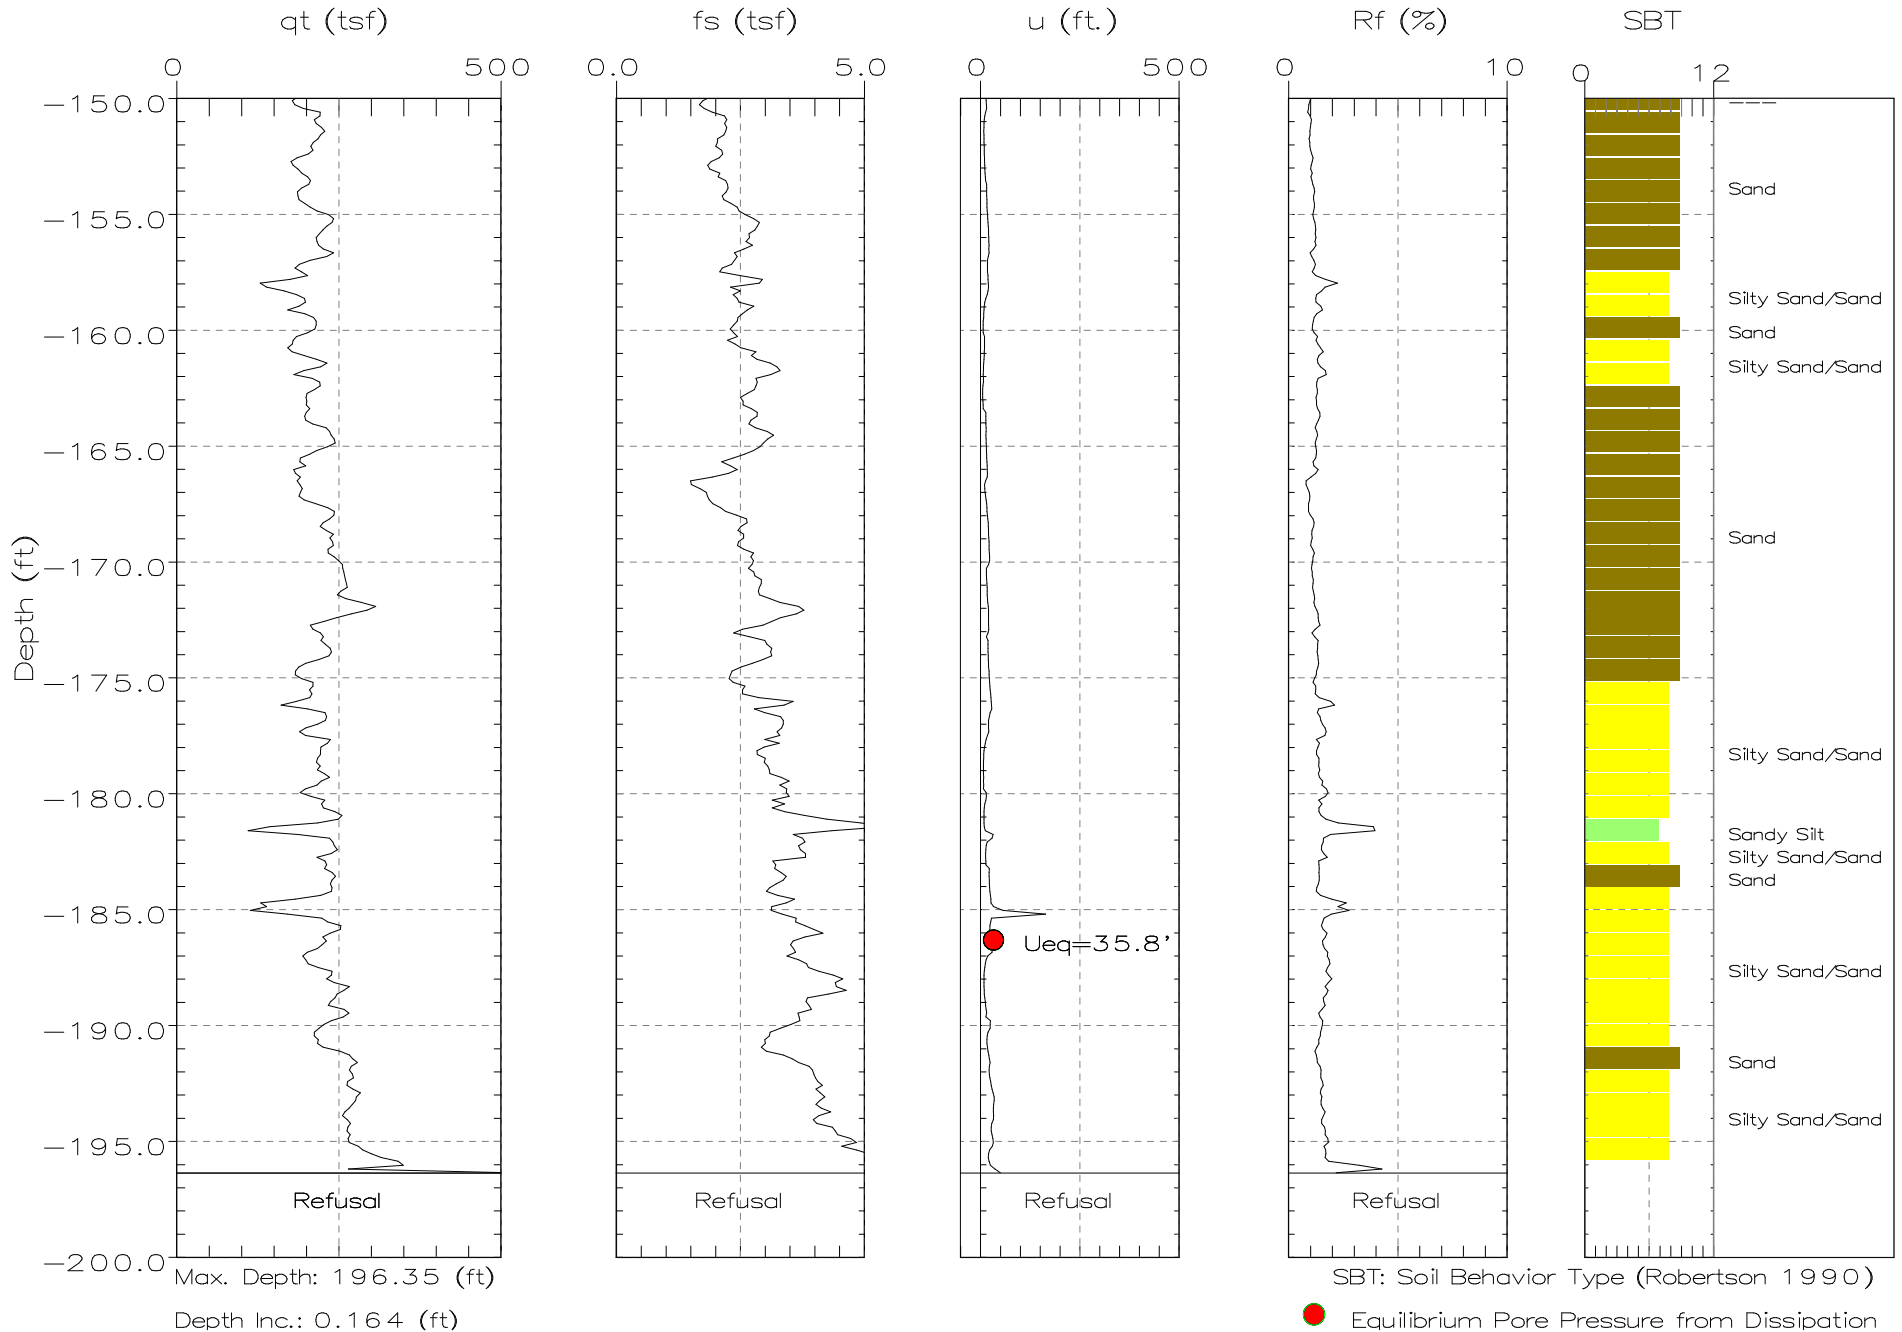 qt (tsf) fs (tsf) u (ft.) Rf (%) SBT
0 500 0.0 5.0 0 500 0 10 0 12
Depth (ft)
-150.0
-155.0
-160.0
-165.0
-170.0
-175.0
-180.0
-185.0
-190.0
-195.0
-200.0
Sand
Silty Sand/Sand
Sand
Silty Sand/Sand
Sand
Silty Sand/Sand
Sandy Silt
Silty Sand/Sand
Sand
Silty Sand/Sand
Sand
Silty Sand/Sand
Ueq=35.8'
Refusal Refusal Refusal Refusal
Max. Depth: 196.35 (ft)
Depth Inc.: 0.164 (ft)
SBT: Soil Behavior Type (Robertson 1990)
Equilibrium Pore Pressure from Dissipation